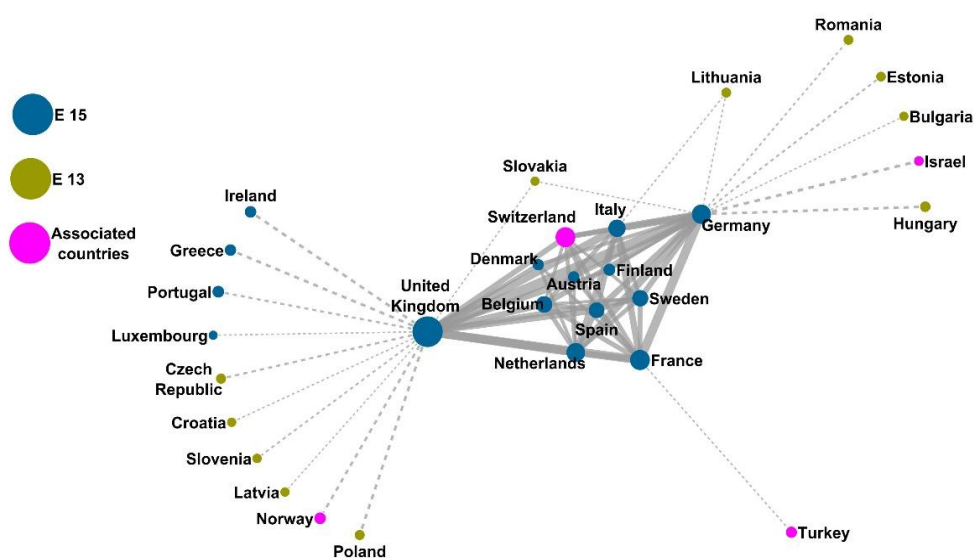 Romania
Lithuania
Estonia
E 15
Bulgaria
Slovakia
Israel
E 13
Ireland
Switzerland
Italy
Hungary
Germany
Associated
countries
Greece
Denmark
Finland
Austria
Portugal
United
Kingdom
Belgium
Sweden
Luxembourg
Spain
Netherlands
France
Czech
Republic
Croatia
Slovenia
Latvia
Norway
Turkey
Poland